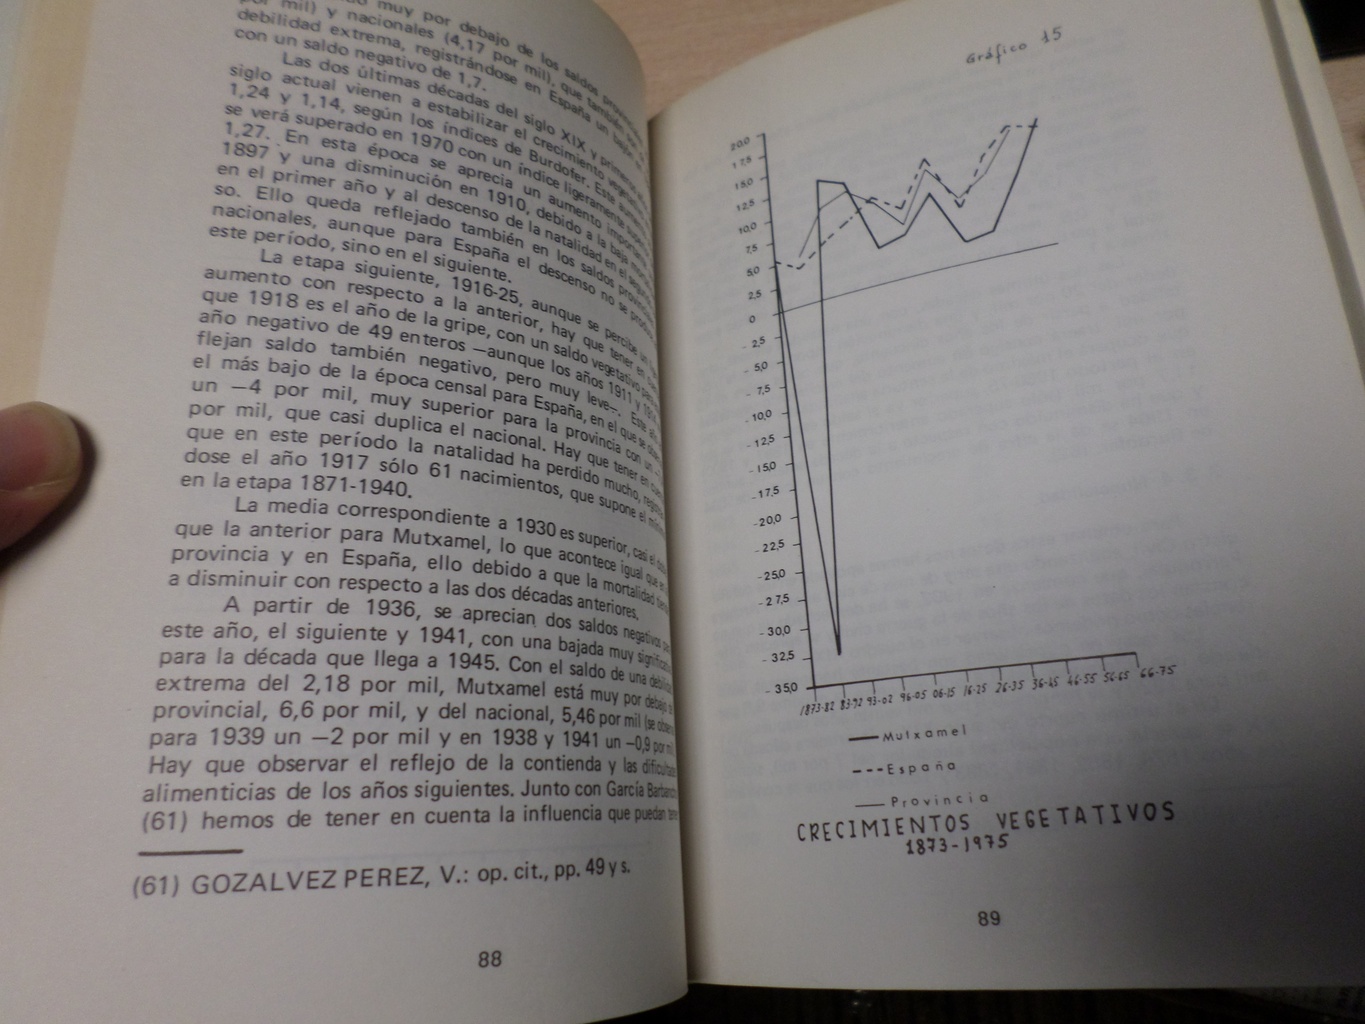 muy por debajo de los saldos
por mil) y nacionales (4,17 por mil), que también
debilidad extrema, registrándose en España un bajón
con un saldo negativo de 1,7.
Las dos últimas décadas del siglo XIX y primeros
siglo actual vienen a estabilizar el crecimiento
1,24 y 1,14, según los índices de Burdofer. Este
se verá superado en 1970 con un índice ligeramente
1,27. En esta época se aprecia un aumento
1897 y una disminución en 1910, debido a la baja
en el primer año y al descenso de la natalidad en el
so. Ello queda reflejado también en los saldos
nacionales, aunque para España el descenso no se
este período, sino en el siguiente.
La etapa siguiente, 1916-25, aunque se percibe un
aumento con respecto a la anterior, hay que tener en
que 1918 es el año de la gripe, con un saldo vegetativo
año negativo de 49 enteros —aunque los años 1911 y
flejan saldo también negativo, pero muy leve—. Este
el más bajo de la época censal para España, en el que se
un —4 por mil, muy superior para la provincia con un
por mil, que casi duplica el nacional. Hay que tener en
que en este período la natalidad ha perdido mucho,
dose el año 1917 sólo 61 nacimientos, que supone el
en la etapa 1871-1940.
La media correspondiente a 1930 es superior, casi el
que la anterior para Mutxamel, lo que acontece igual que
provincia y en España, ello debido a que la mortalidad
a disminuir con respecto a las dos décadas anteriores.
A partir de 1936, se aprecian dos saldos negativos
este año, el siguiente y 1941, con una bajada muy
para la década que llega a 1945. Con el saldo de una
extrema del 2,18 por mil, Mutxamel está muy por debajo
provincial, 6,6 por mil, y del nacional, 5,46 por mil (se
para 1939 un —2 por mil y en 1938 y 1941 un —0,9 por
Hay que observar el reflejo de la contienda y las
alimenticias de los años siguientes. Junto con García
(61) hemos de tener en cuenta la influencia que puedan
(61) GOZALVEZ PEREZ, V.: op. cit., pp. 49 y s.
88
Gráfico 15
20,0
17,5
15,0
12,5
10,0
7,5
5,0
2,5
0
- 2,5
- 5,0
- 7,5
- 10,0
- 12,5
- 15,0
- 17,5
- 20,0
- 22,5
- 25,0
- 27,5
- 30,0
- 32,5
- 35,0
1873-82 83-92 93-02 96-05 06-15 16-25 26-35 36-45 46-55 56-65 66-75
Mutxamel
España
Provincia
CRECIMIENTOS VEGETATIVOS
1873-1975
89